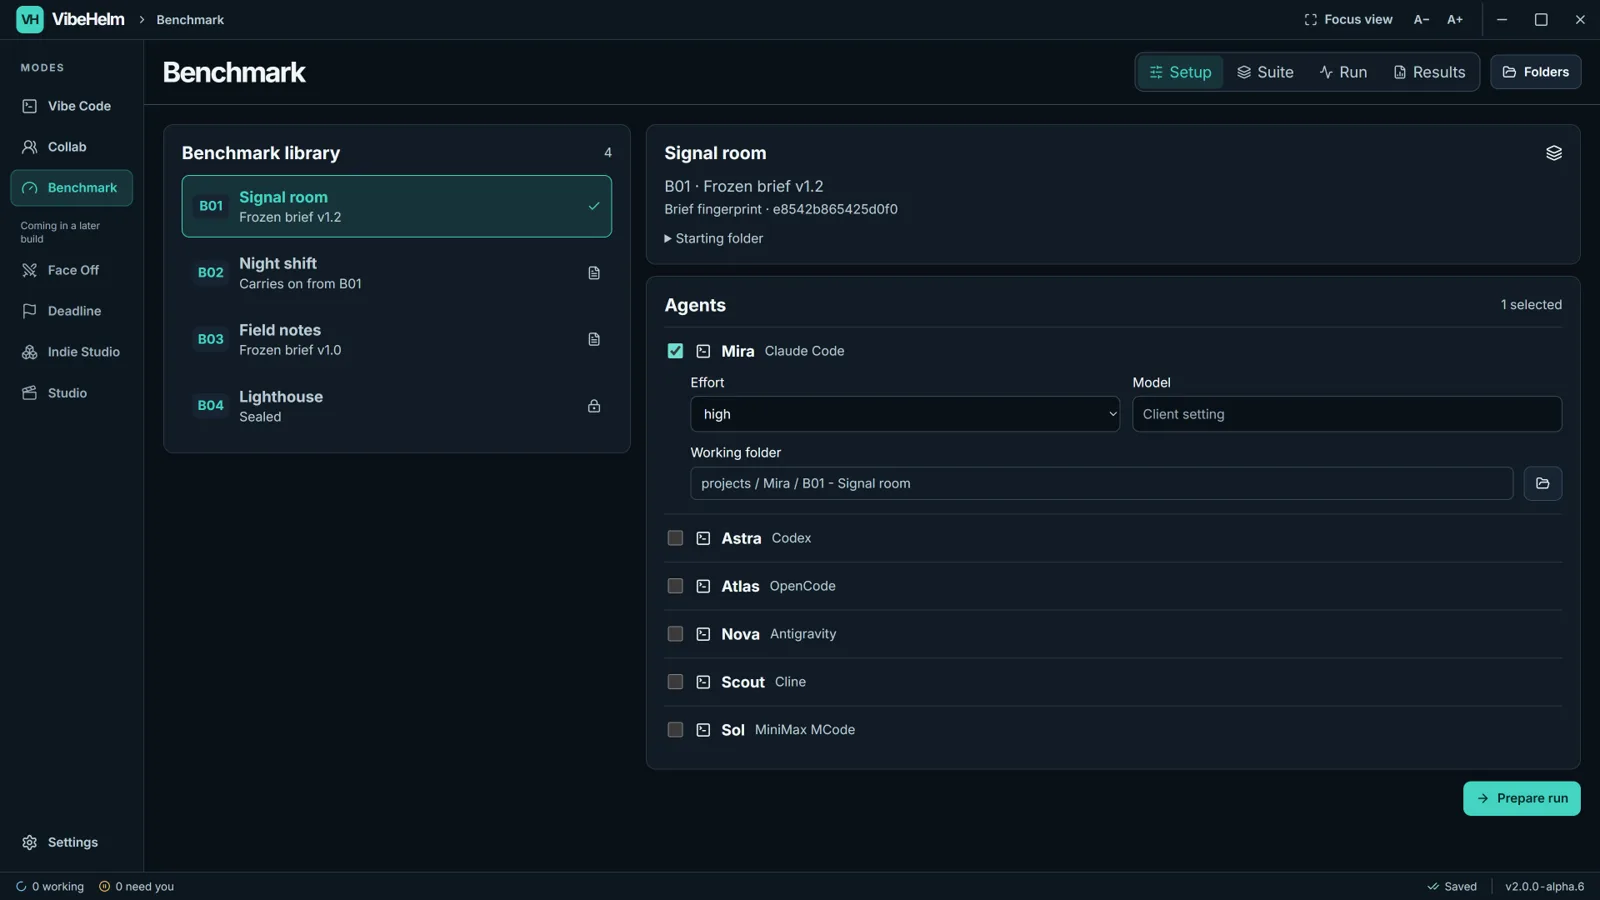 VH VibeHelm > Benchmark
Focus view A− A+
MODES
Vibe Code
Collab
Benchmark
Coming in a later
build
Face Off
Deadline
Indie Studio
Studio
Settings
Benchmark
Setup Suite Run Results Folders
Benchmark library 4
B01 Signal room
Frozen brief v1.2
B02 Night shift
Carries on from B01
B03 Field notes
Frozen brief v1.0
B04 Lighthouse
Sealed
Signal room
B01 · Frozen brief v1.2
Brief fingerprint · e8542b865425d0f0
Starting folder
Agents 1 selected
Mira Claude Code
Effort Model
high Client setting
Working folder
projects / Mira / B01 - Signal room
Astra Codex
Atlas OpenCode
Nova Antigravity
Scout Cline
Sol MiniMax MCode
Prepare run
0 working 0 need you
Saved v2.0.0-alpha.6